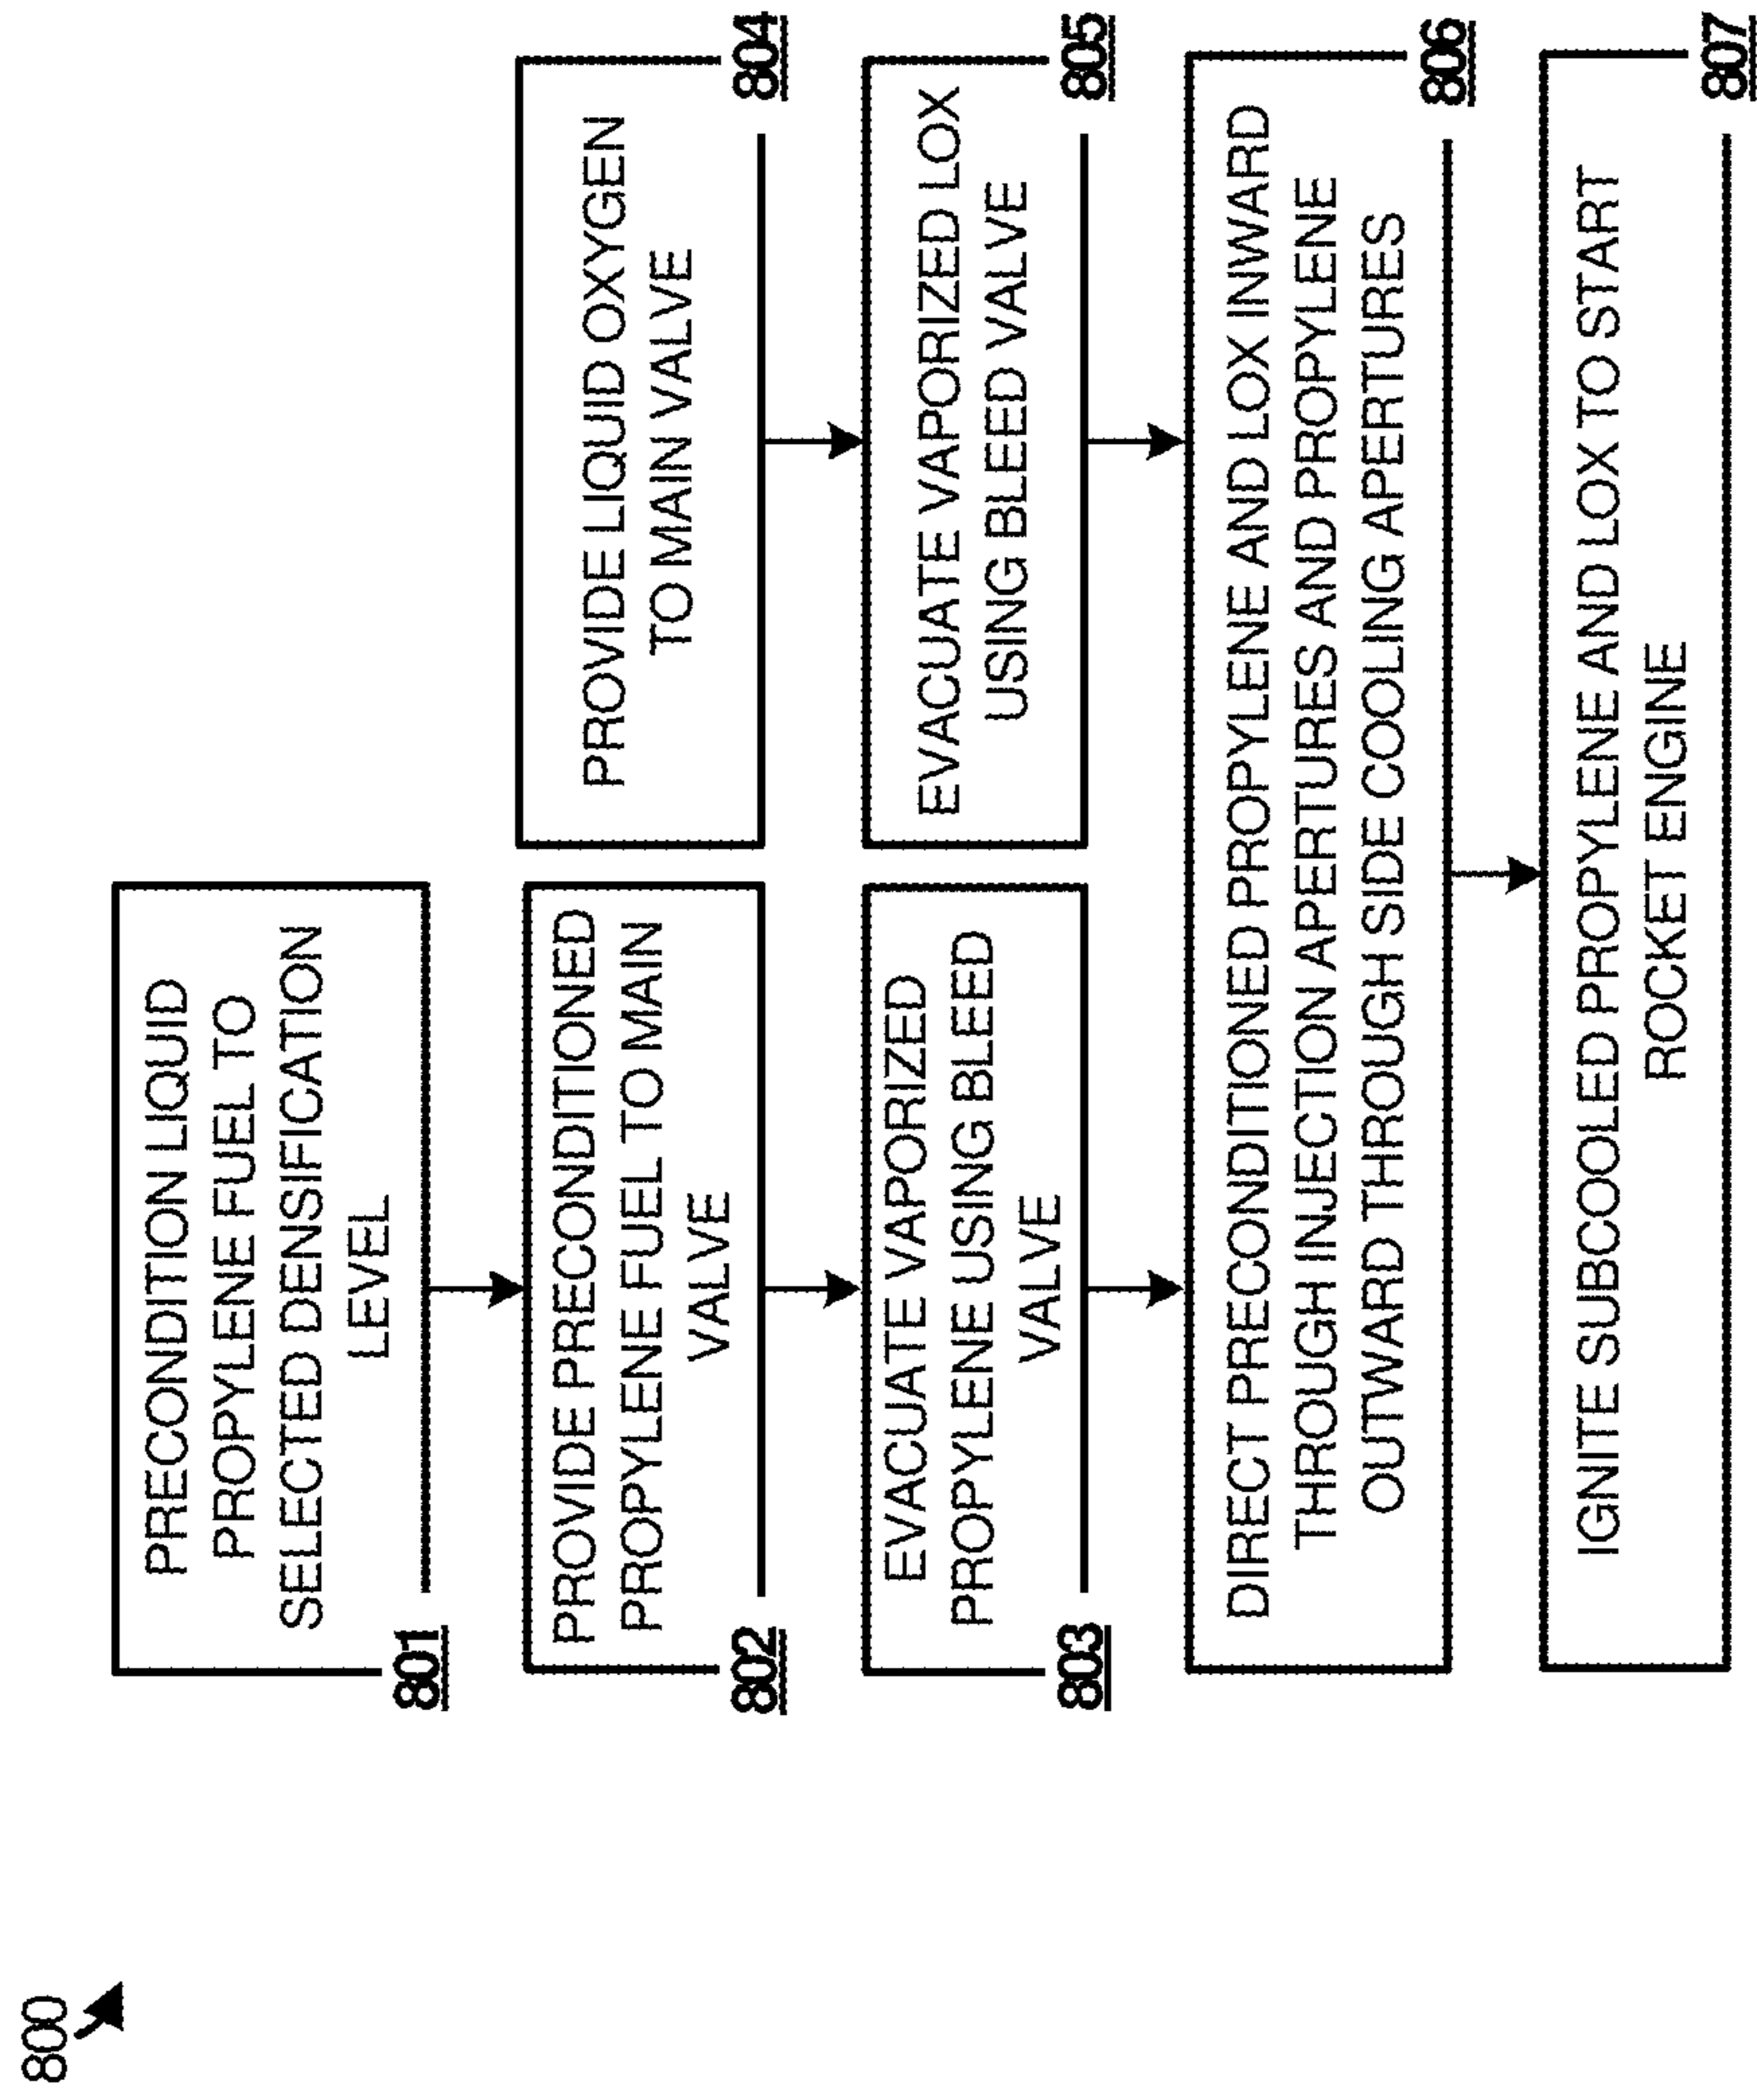 800
PRECONDITION LIQUID
PROPYLENE FUEL TO
SELECTED DENSIFICATION
LEVEL
801
PROVIDE PRECONDITIONED
PROPYLENE FUEL TO MAIN
VALVE
802
PROVIDE LIQUID OXYGEN
TO MAIN VALVE
804
EVACUATE VAPORIZED
PROPYLENE USING BLEED
VALVE
803
EVACUATE VAPORIZED LOX
USING BLEED VALVE
805
DIRECT PRECONDITIONED PROPYLENE AND LOX INWARD
THROUGH INJECTION APERTURES AND PROPYLENE
OUTWARD THROUGH SIDE COOLING APERTURES
806
IGNITE SUBCOOLED PROPYLENE AND LOX TO START
ROCKET ENGINE
807